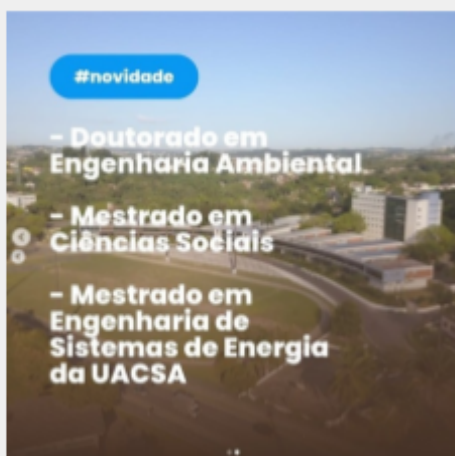 #novidade
- Doutorado em
Engenharia Ambiental
- Mestrado em
Ciências Sociais
- Mestrado em
Engenharia de
Sistemas de Energia
da UACSA